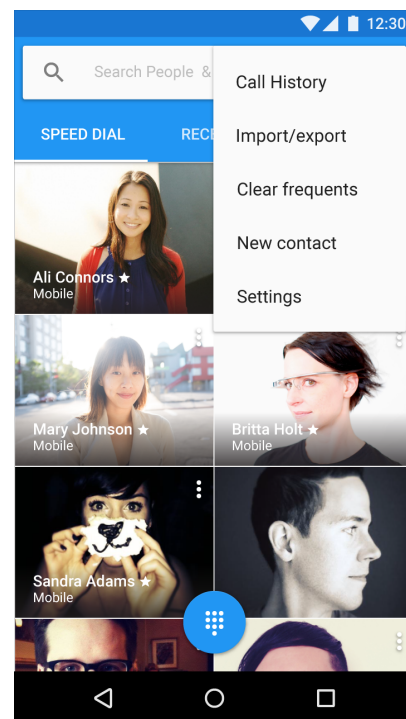 12:30
Search People &
Call History
SPEED DIAL
RECE
Import/export
Clear frequents
New contact
Settings
Ali Connors
Mobile
Mary Johnson
Mobile
Britta Holt
Mobile
Sandra Adams
Mobile